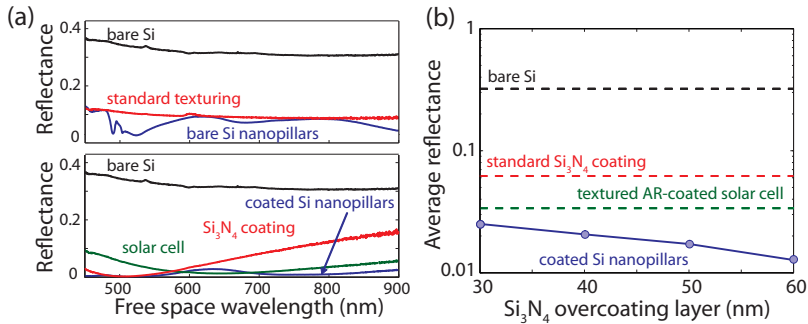 (a)
0.4
0.2
0
Reflectance
bare Si
standard texturing
bare Si nanopillars
0.4
0.2
0
Reflectance
bare Si
coated Si nanopillars
Si₃N₄ coating
solar cell
500
600
700
800
900
Free space wavelength (nm)
(b)
1
0.1
0.01
Average reflectance
bare Si
standard Si₃N₄ coating
textured AR-coated solar cell
coated Si nanopillars
30
40
50
60
Si₃N₄ overcoating layer (nm)